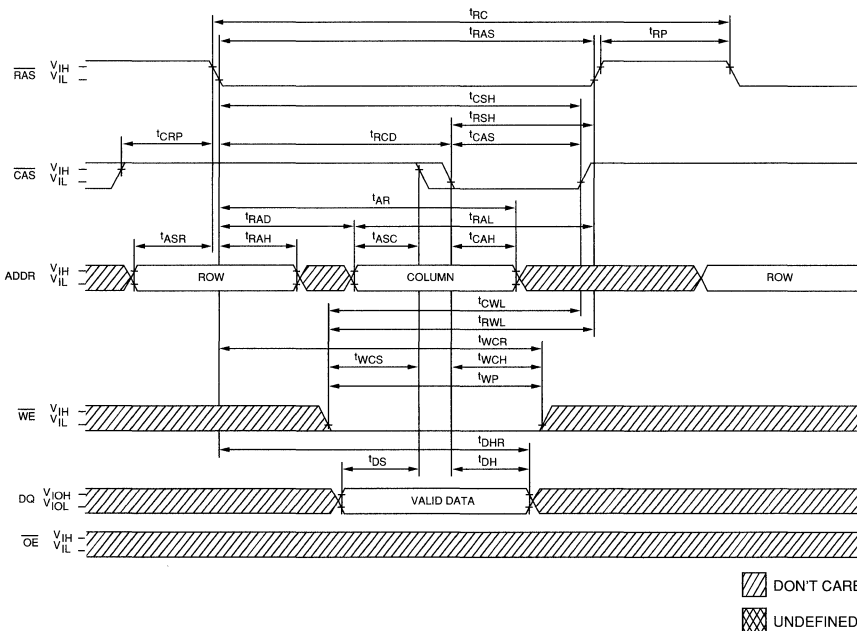 tRC
tRAS
tRP
RAS VIH
VIL
tCSH
tRSH
tCRP
tRCD
tCAS
CAS VIH
VIL
tAR
tRAD
tRAL
tASR
tRAH
tASC
tCAH
ADDR VIH
VIL
ROW
COLUMN
ROW
tCWL
tRWL
tWCR
tWCS
tWCH
tWP
WE VIH
VIL
tDHR
tDS
tDH
DQ VIOH
VIOL
VALID DATA
OE VIH
VIL
DON'T CARE
UNDEFINED